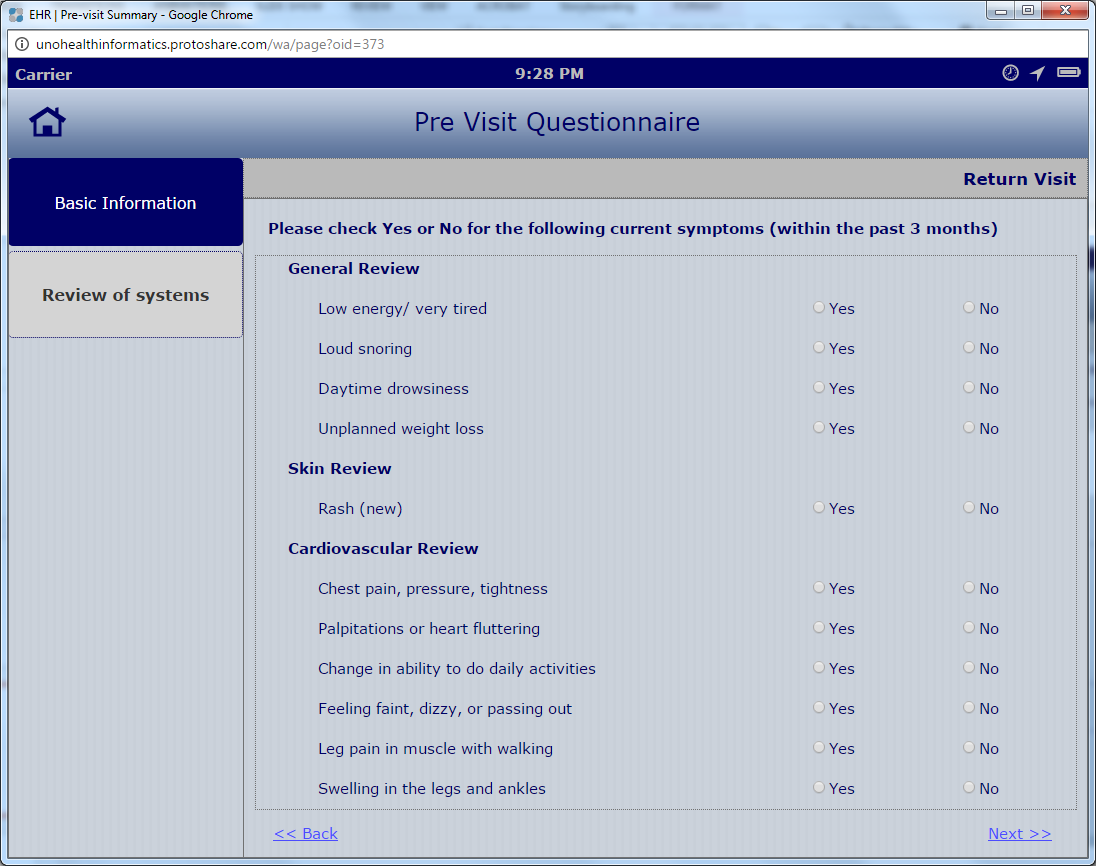 EHR | Pre-visit Summary - Google Chrome
unohealthinformatics.protoshare.com/wa/page?oid=373
Carrier 9:28 PM
Pre Visit Questionnaire
Basic Information
Return Visit
Please check Yes or No for the following current symptoms (within the past 3 months)
Review of systems
General Review
Low energy/ very tired Yes No
Loud snoring Yes No
Daytime drowsiness Yes No
Unplanned weight loss Yes No
Skin Review
Rash (new) Yes No
Cardiovascular Review
Chest pain, pressure, tightness Yes No
Palpitations or heart fluttering Yes No
Change in ability to do daily activities Yes No
Feeling faint, dizzy, or passing out Yes No
Leg pain in muscle with walking Yes No
Swelling in the legs and ankles Yes No
<< Back Next >>